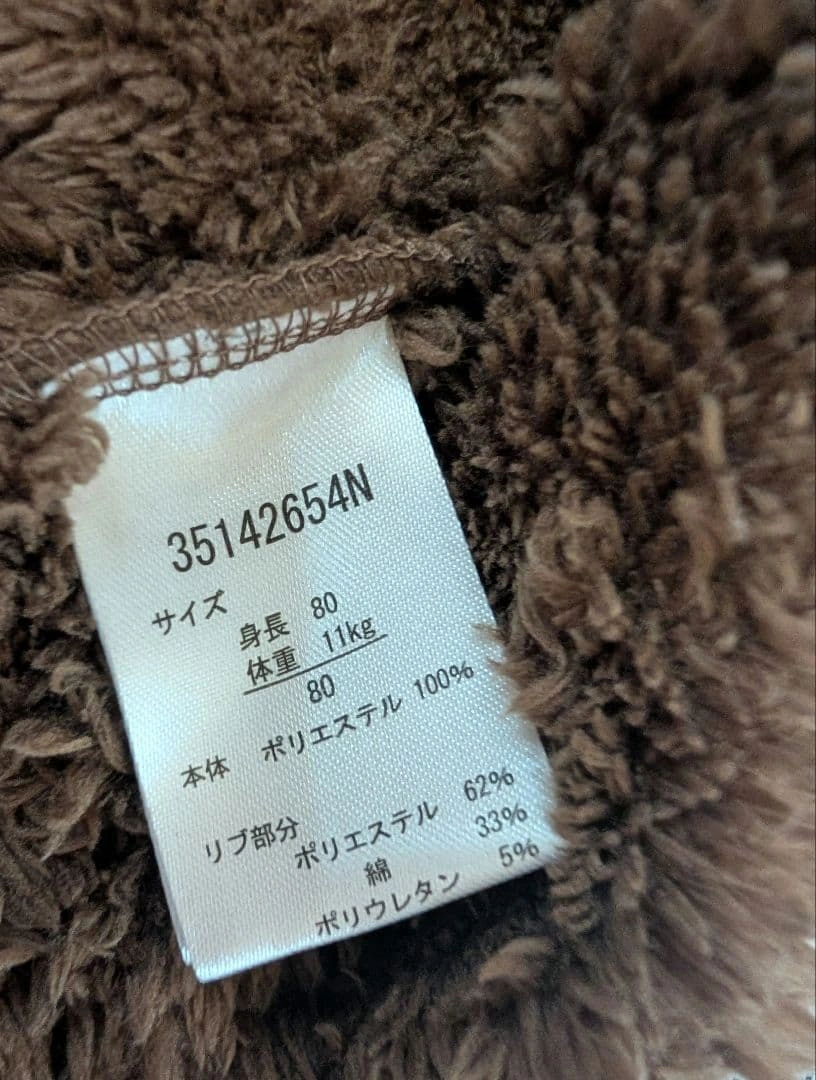 35142654N
サイズ
身長 80
体重 11kg
80
本体 ポリエステル 100%
リブ部分
ポリエステル 62%
綿 33%
ポリウレタン 5%